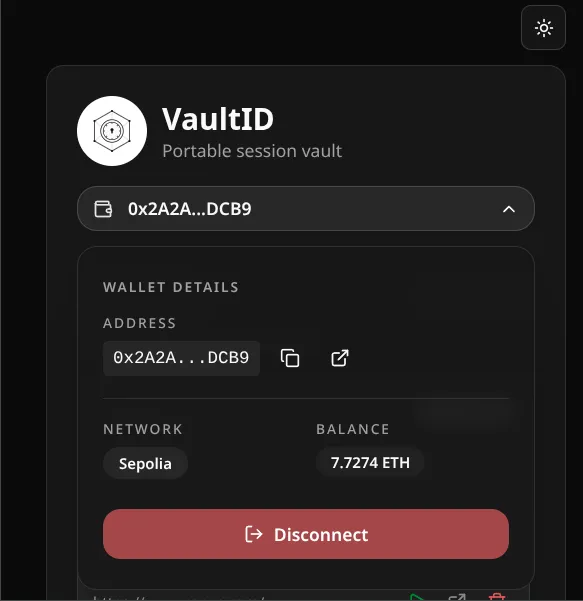 VaultID
Portable session vault
0x2A2A...DCB9
WALLET DETAILS
ADDRESS
0x2A2A...DCB9
NETWORK
BALANCE
Sepolia
7.7274 ETH
Disconnect